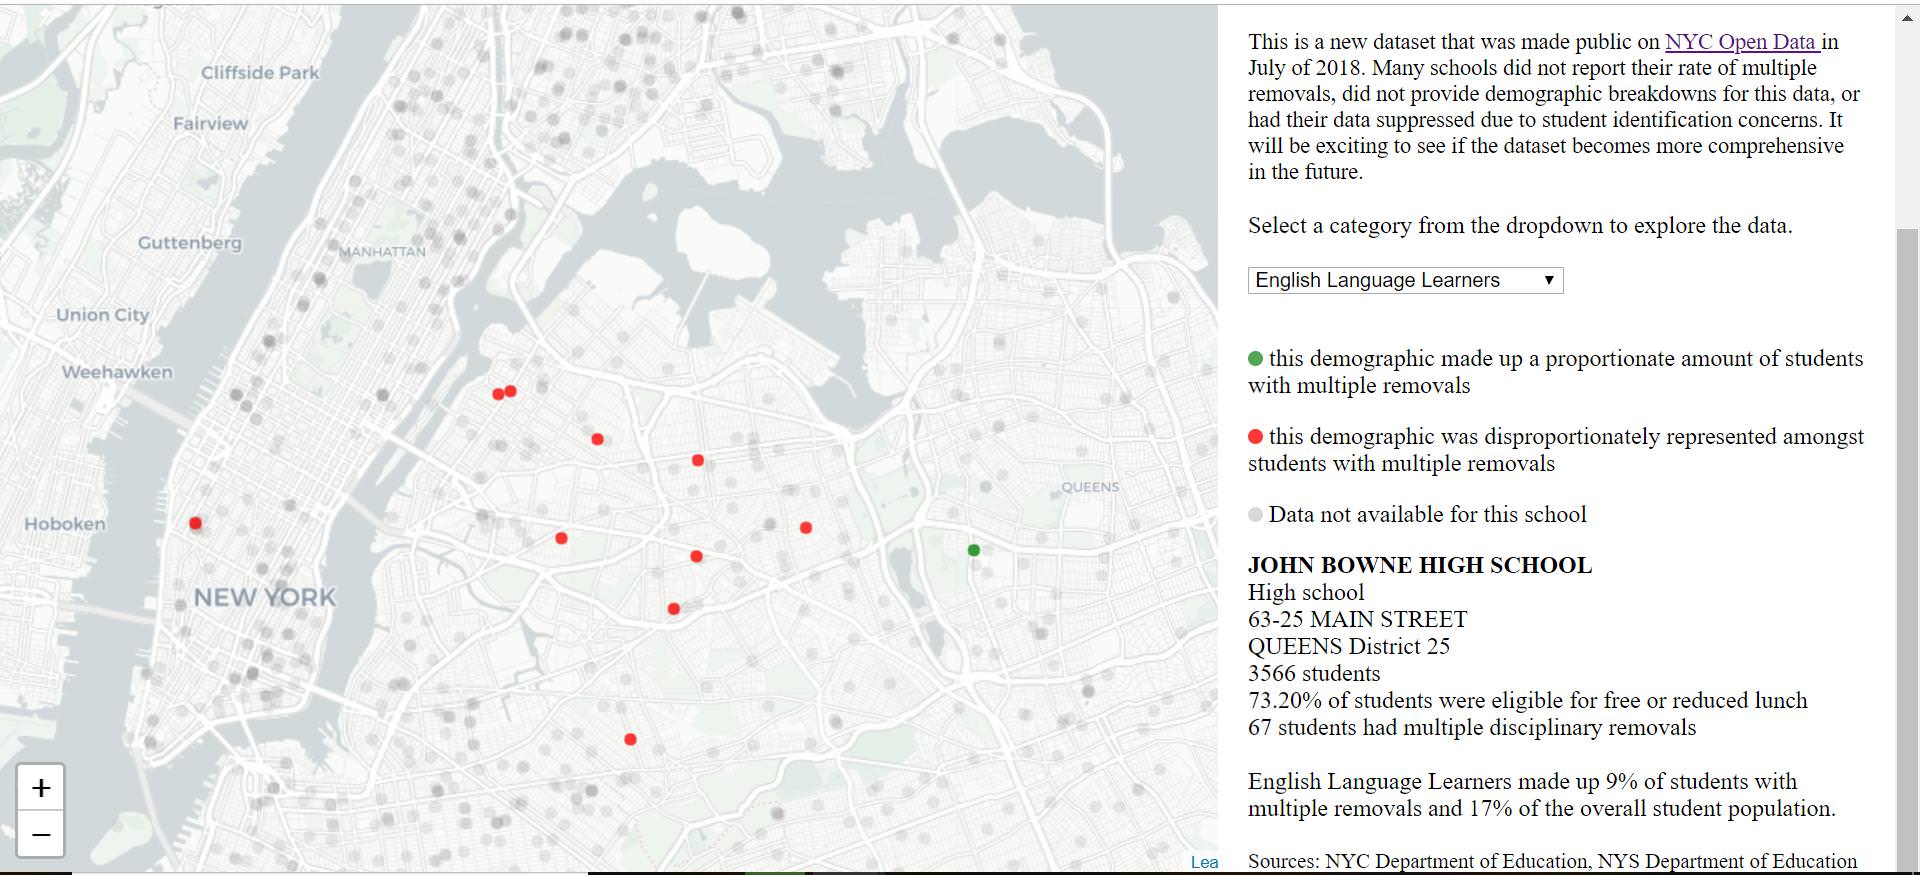 Cliffside Park
Fairview
Guttenberg
MANHATTAN
Union City
Weehawken
Hoboken
NEW YORK
QUEENS
+
−
Lea
This is a new dataset that was made public on NYC Open Data in
July of 2018. Many schools did not report their rate of multiple
removals, did not provide demographic breakdowns for this data, or
had their data suppressed due to student identification concerns. It
will be exciting to see if the dataset becomes more comprehensive
in the future.
Select a category from the dropdown to explore the data.
English Language Learners
this demographic made up a proportionate amount of students
with multiple removals
this demographic was disproportionately represented amongst
students with multiple removals
Data not available for this school
JOHN BOWNE HIGH SCHOOL
High school
63-25 MAIN STREET
QUEENS District 25
3566 students
73.20% of students were eligible for free or reduced lunch
67 students had multiple disciplinary removals
English Language Learners made up 9% of students with
multiple removals and 17% of the overall student population.
Sources: NYC Department of Education, NYS Department of Education